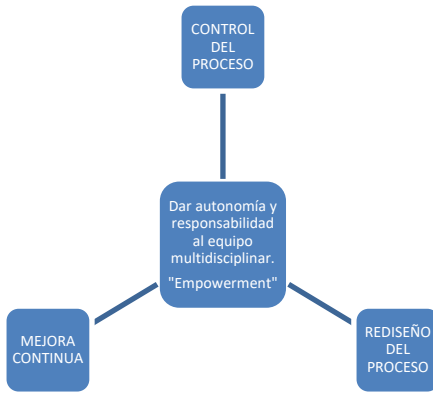 CONTROL
DEL
PROCESO
Dar autonomía y
responsabilidad
al equipo
multidisciplinar.
"Empowerment"
MEJORA
CONTINUA
REDISEÑO
DEL
PROCESO